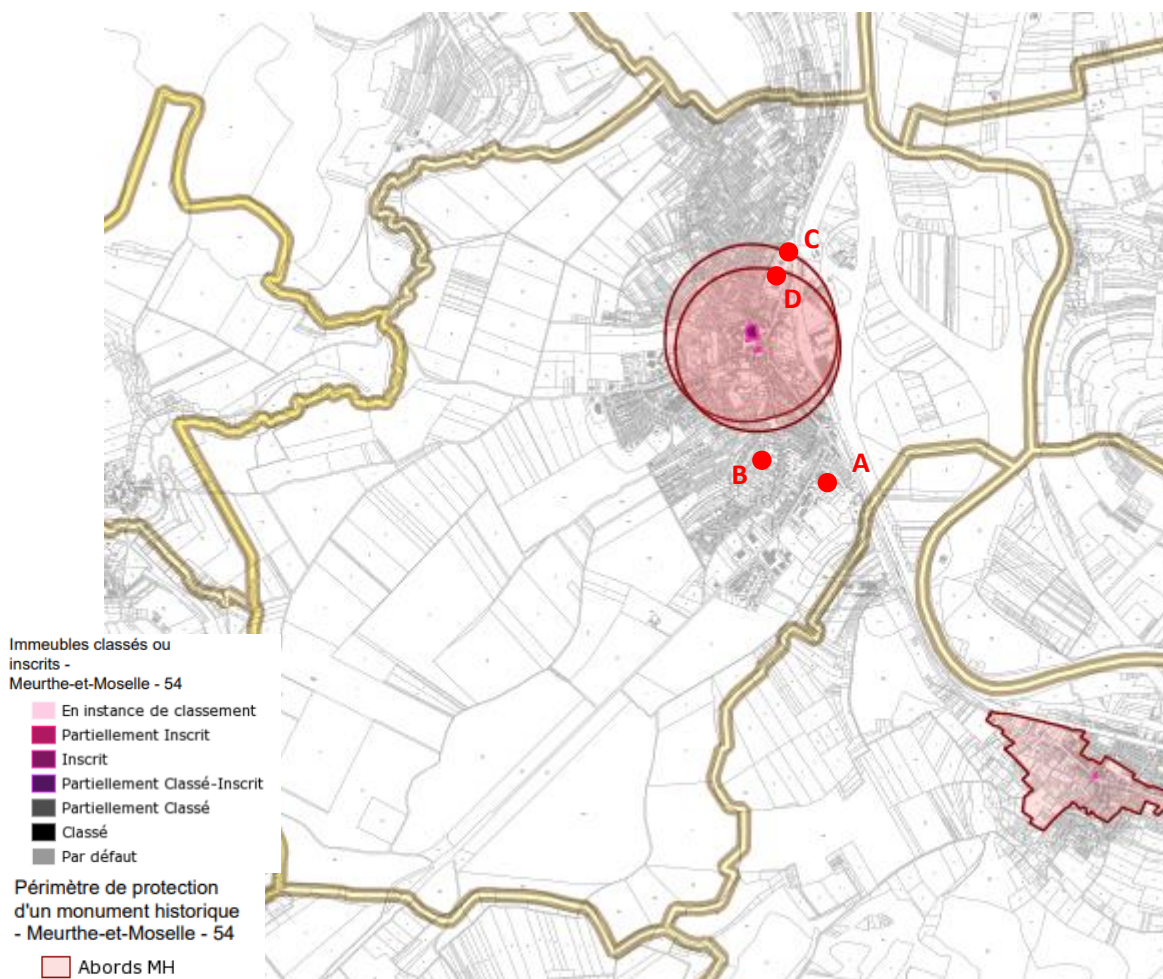 C
D
B
A
Immeubles classés ou
inscrits -
Meurthe-et-Moselle - 54
En instance de classement
Partiellement Inscrit
Inscrit
Partiellement Classé-Inscrit
Partiellement Classé
Classé
Par défaut
Périmètre de protection
d'un monument historique
- Meurthe-et-Moselle - 54
Abords MH